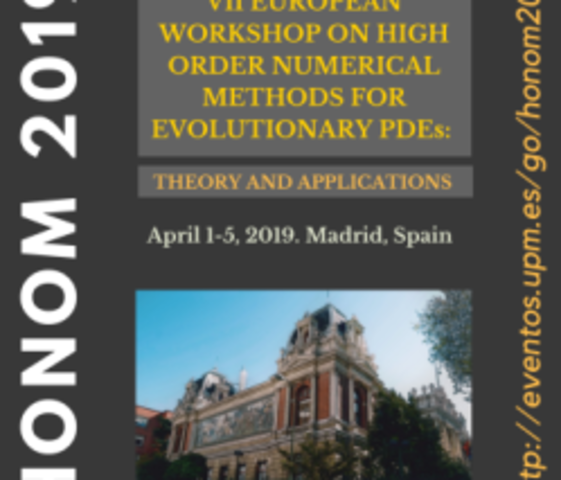 VII EUROPEAN
WORKSHOP ON HIGH
ORDER NUMERICAL
METHODS FOR
EVOLUTIONARY PDEs:
THEORY AND APPLICATIONS
April 1-5, 2019. Madrid, Spain
HONOM 2019
tp://eventos.upm.es/go/honom20